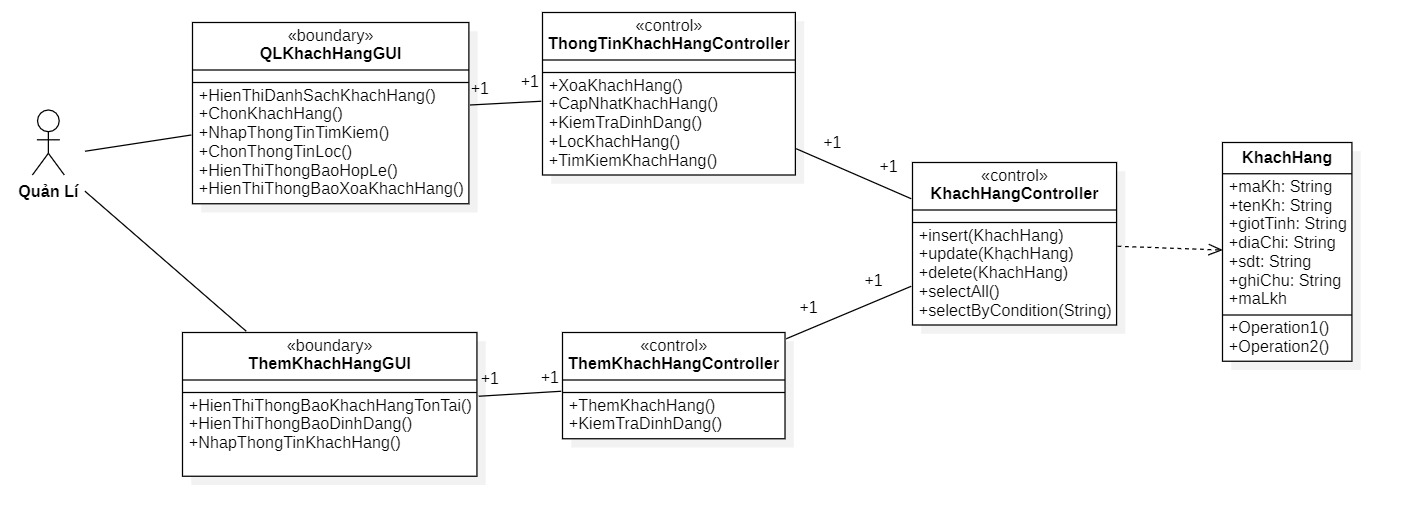 «boundary»
QLKhachHangGUI
+HienThiDanhSachKhachHang()
+ChonKhachHang()
+NhapThongTinTimKiem()
+ChonThongTinLoc()
+HienThiThongBaoHopLe()
+HienThiThongBaoXoaKhachHang()
+1
+1
«control»
ThongTinKhachHangController
+XoaKhachHang()
+CapNhatKhachHang()
+KiemTraDinhDang()
+LocKhachHang()
+TimKiemKhachHang()
Quản Lí
+1
+1
«control»
KhachHangController
+insert(KhachHang)
+update(KhachHang)
+delete(KhachHang)
+selectAll()
+selectByCondition(String)
KhachHang
+maKh: String
+tenKh: String
+giotTinh: String
+diaChi: String
+sdt: String
+ghiChu: String
+maLkh
+Operation1()
+Operation2()
«boundary»
ThemKhachHangGUI
+HienThiThongBaoKhachHangTonTai()
+HienThiThongBaoDinhDang()
+NhapThongTinKhachHang()
+1
+1
«control»
ThemKhachHangController
+ThemKhachHang()
+KiemTraDinhDang()
+1
+1